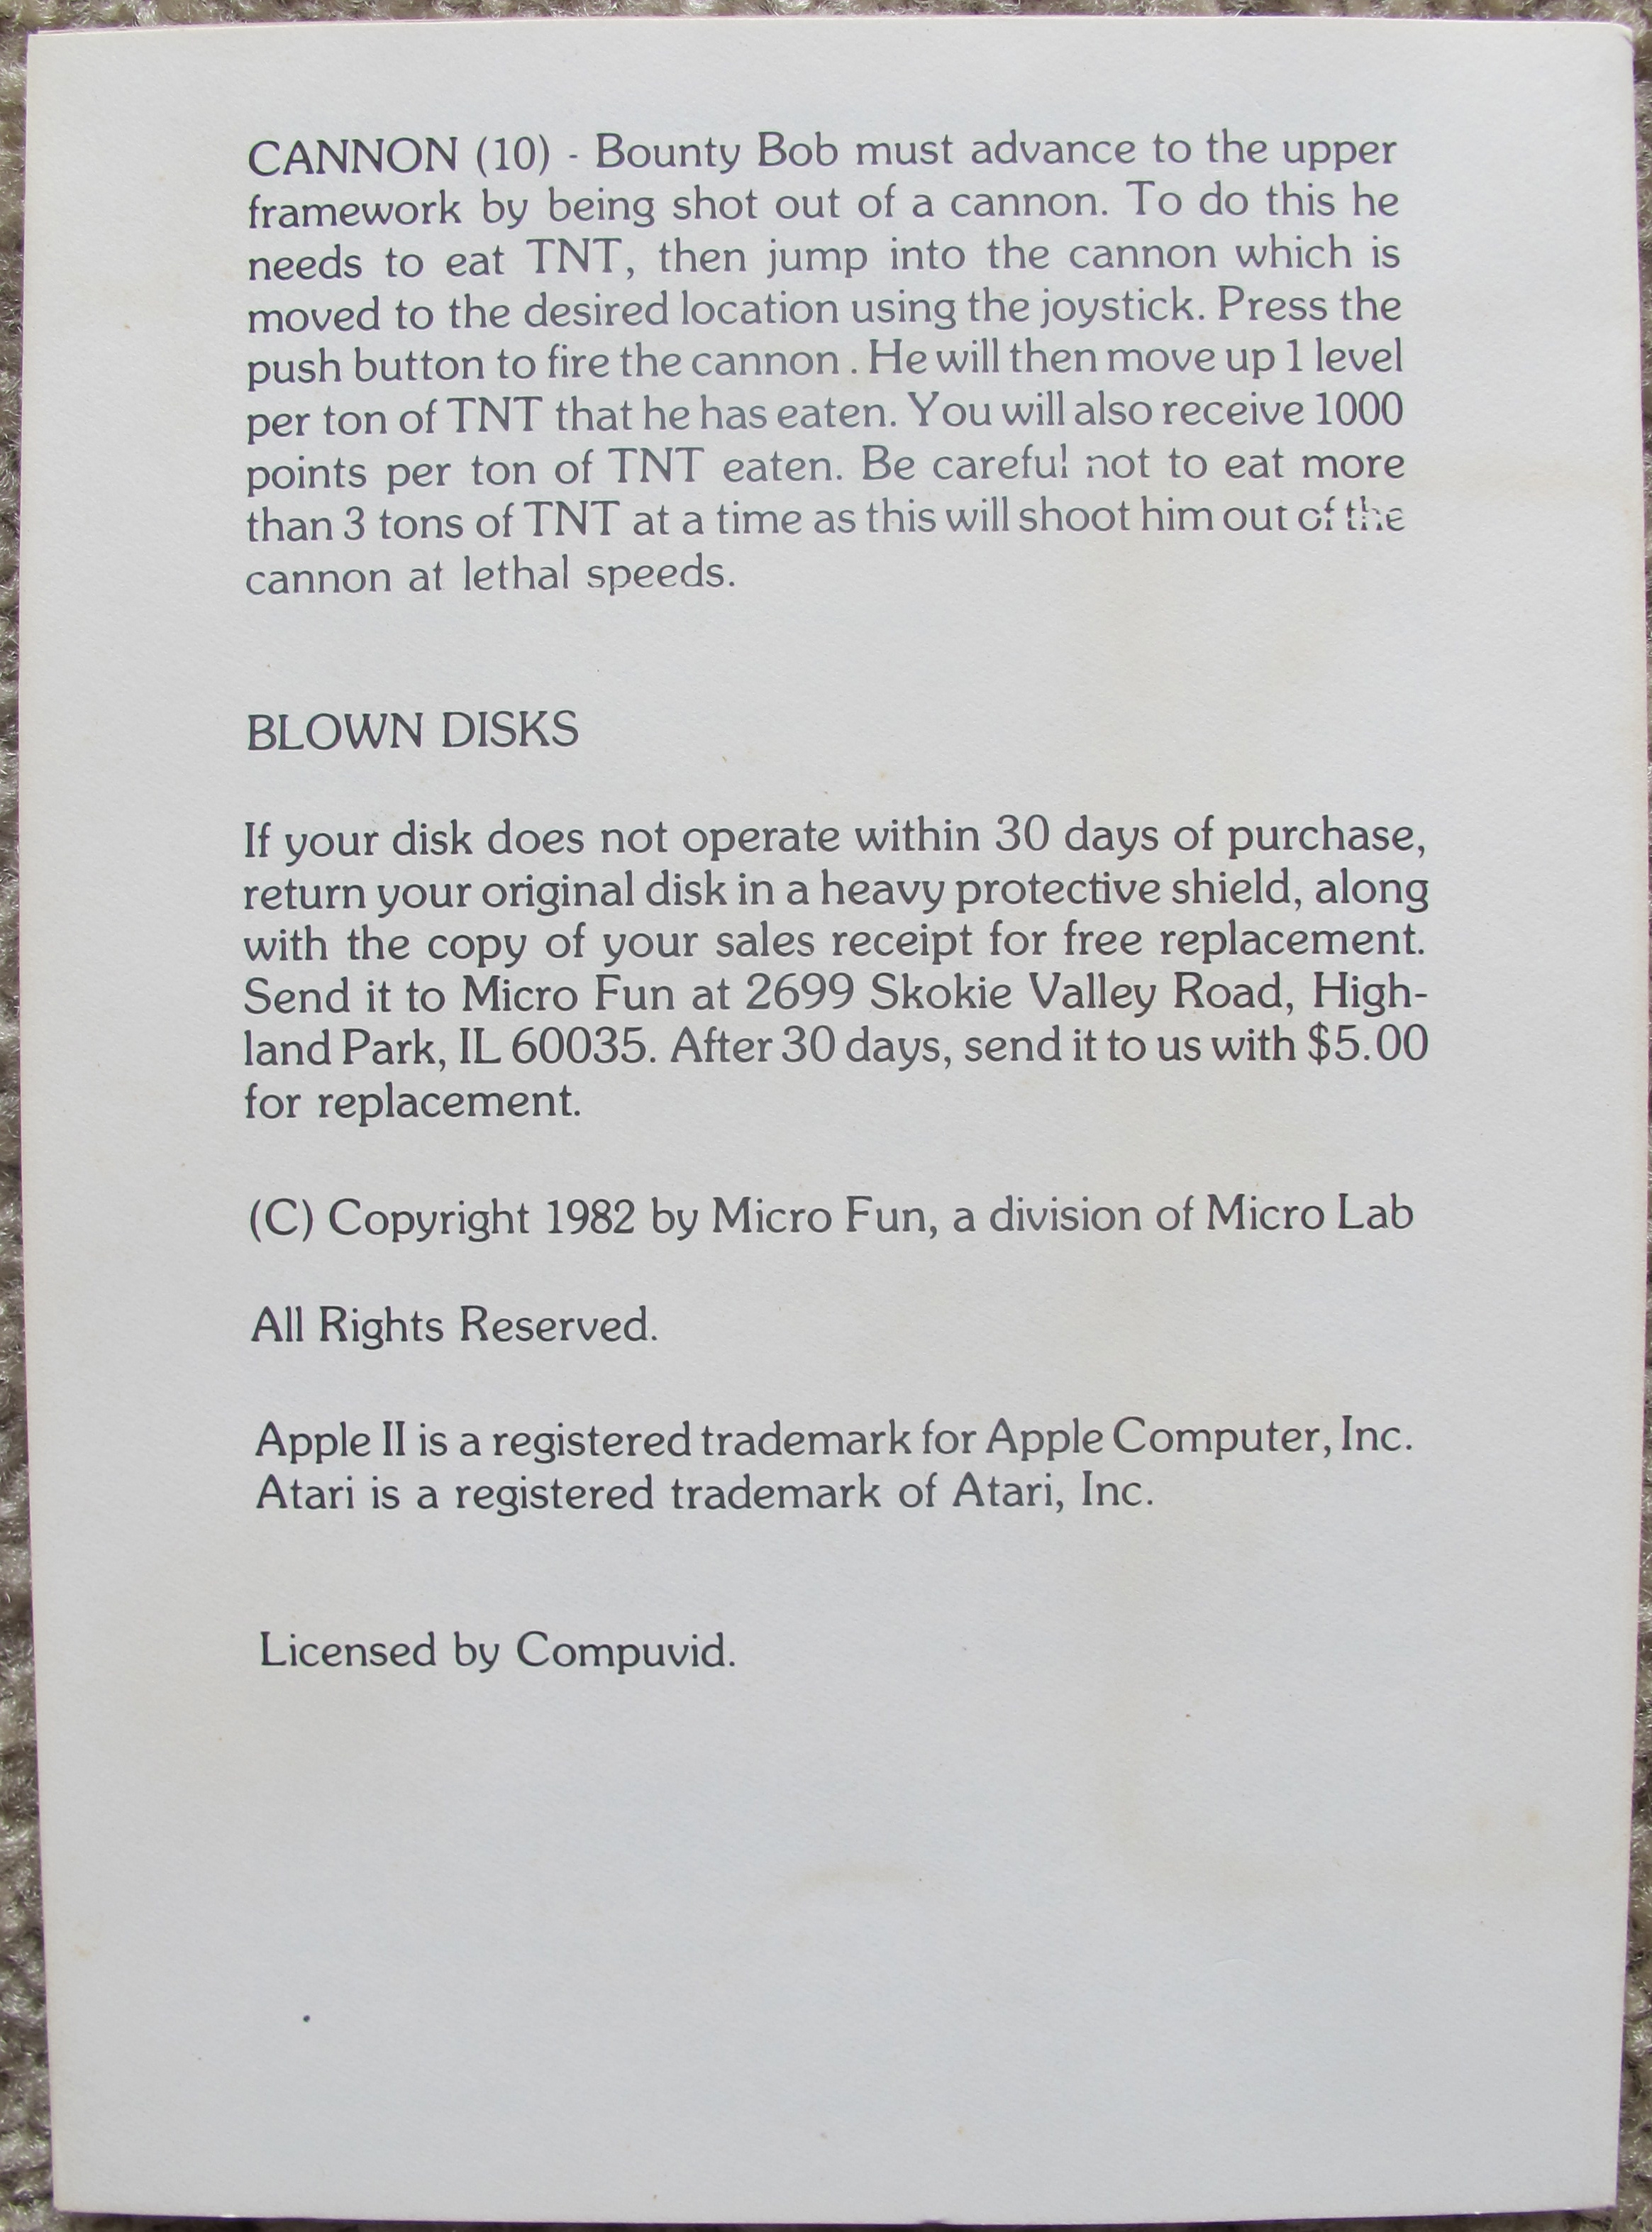 CANNON (10) - Bounty Bob must advance to the upper
framework by being shot out of a cannon. To do this he
needs to eat TNT, then jump into the cannon which is
moved to the desired location using the joystick. Press the
push button to fire the cannon . He will then move up 1 level
per ton of TNT that he has eaten. You will also receive 1000
points per ton of TNT eaten. Be careful not to eat more
than 3 tons of TNT at a time as this will shoot him out of the
cannon at lethal speeds.
BLOWN DISKS
If your disk does not operate within 30 days of purchase,
return your original disk in a heavy protective shield, along
with the copy of your sales receipt for free replacement.
Send it to Micro Fun at 2699 Skokie Valley Road, High-
land Park, IL 60035. After 30 days, send it to us with $5.00
for replacement.
(C) Copyright 1982 by Micro Fun, a division of Micro Lab
All Rights Reserved.
Apple II is a registered trademark for Apple Computer, Inc.
Atari is a registered trademark of Atari, Inc.
Licensed by Compuvid.